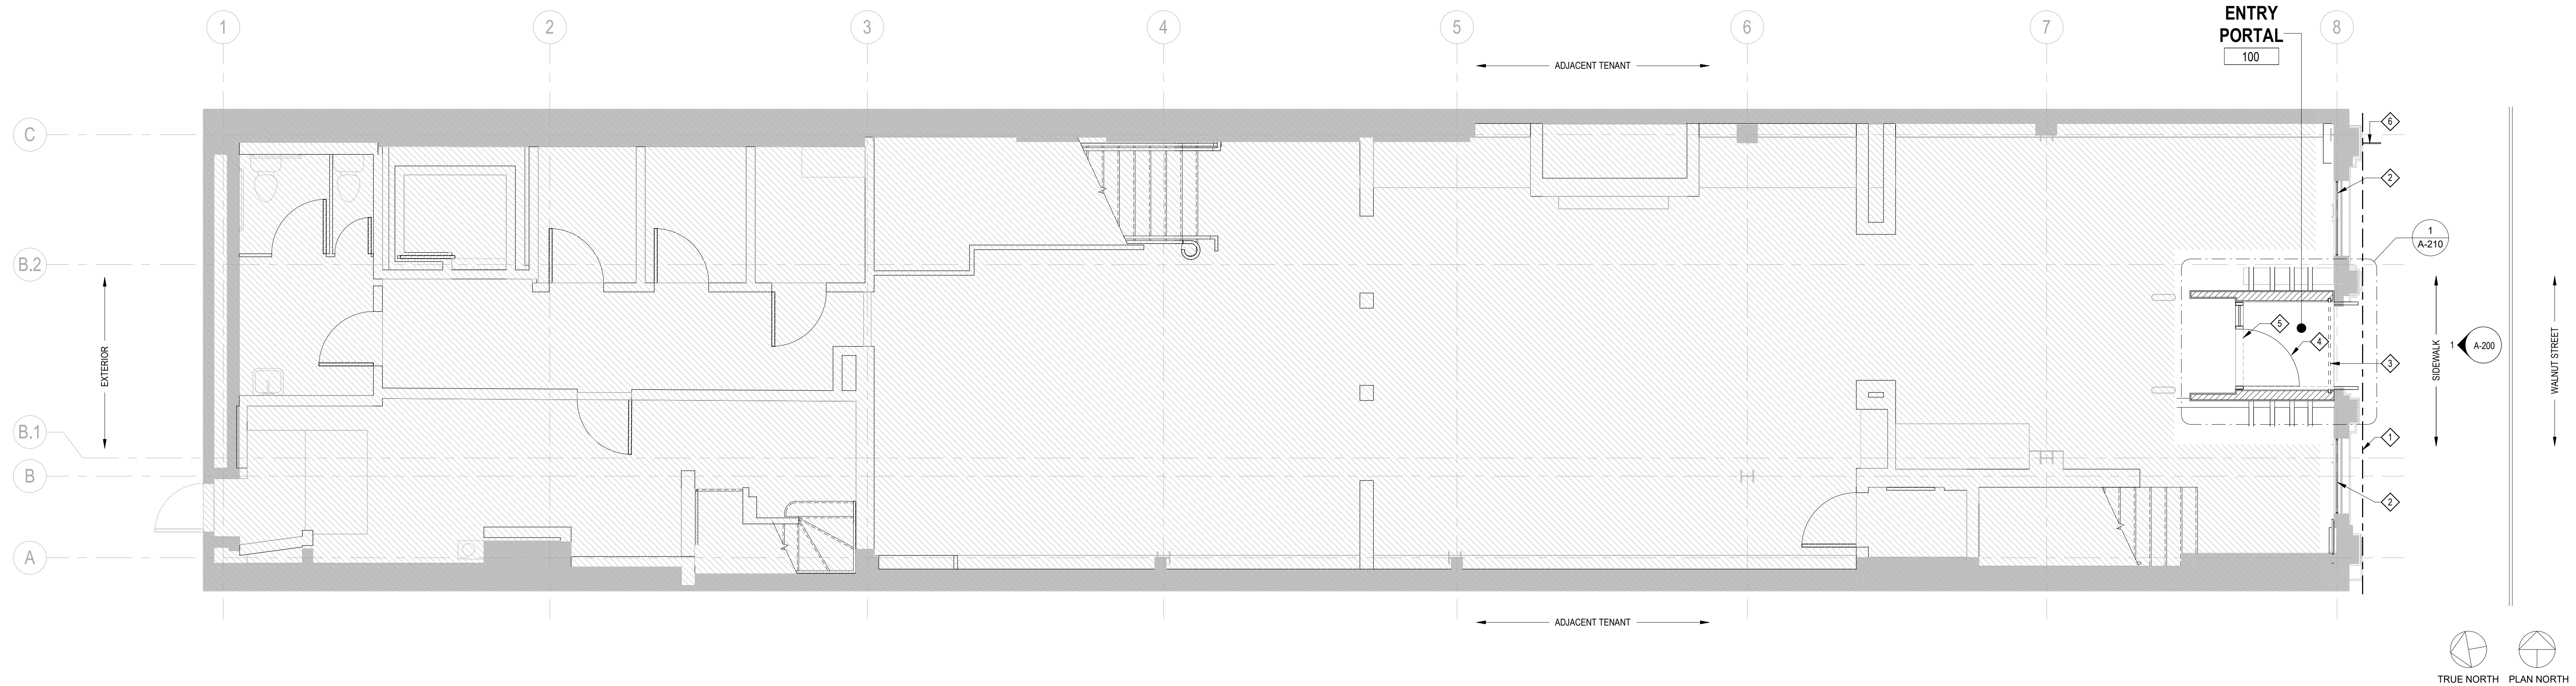 ENTRY
PORTAL
100
1
2
3
4
5
6
7
8
ADJACENT TENANT
C
6
2
1
A-210
B.2
EXTERIOR
5
4
3
SIDEWALK
1
A-200
WALNUT STREET
B.1
1
B
2
A
ADJACENT TENANT
TRUE NORTH
PLAN NORTH